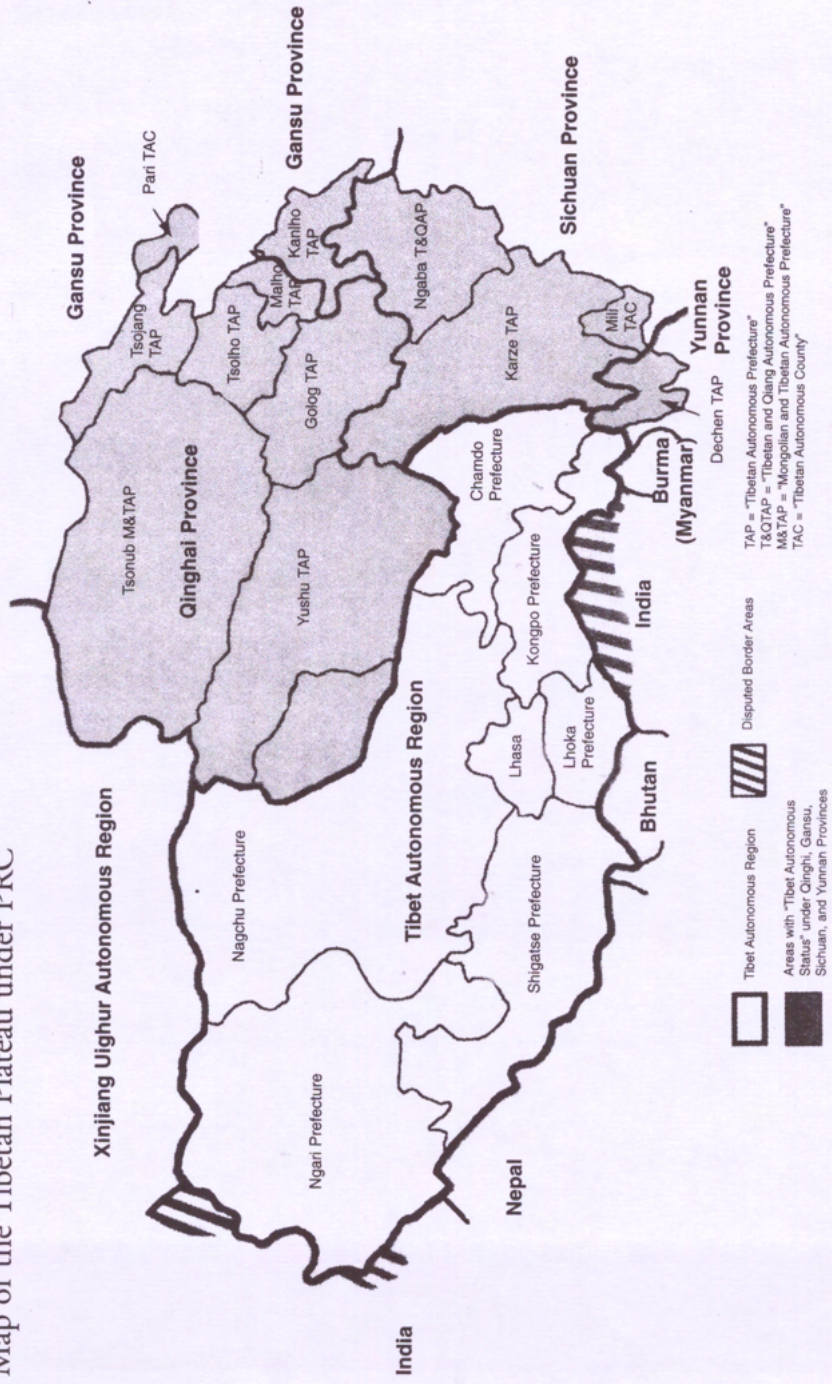 Map of the Tibetan Plateau under PRC
Xinjiang Uighur Autonomous Region
Gansu Province
Pari TAC
Gansu Province
Tsojang
TAP
Tsonub M&TAP
Qinghai Province
Tsolho TAP
Malho
TAP
Kanlho
TAP
Golog TAP
Yushu TAP
Ngaba T&QAP
Sichuan Province
Karze TAP
Mili
TAC
Yunnan
Province
Dechen TAP
Nagchu Prefecture
Ngari Prefecture
Tibet Autonomous Region
Chamdo
Prefecture
Kongpo Prefecture
Lhasa
Lhoka
Prefecture
Shigatse Prefecture
India
Nepal
Bhutan
India
Burma
(Myanmar)
Tibet Autonomous Region
Areas with "Tibet Autonomous
Status" under Qinghi, Gansu,
Sichuan, and Yunnan Provinces
Disputed Border Areas
TAP = "Tibetan Autonomous Prefecture"
T&QTAP = "Tibetan and Qiang Autonomous Prefecture"
M&TAP = "Mongolian and Tibetan Autonomous Prefecture"
TAC = "Tibetan Autonomous County"